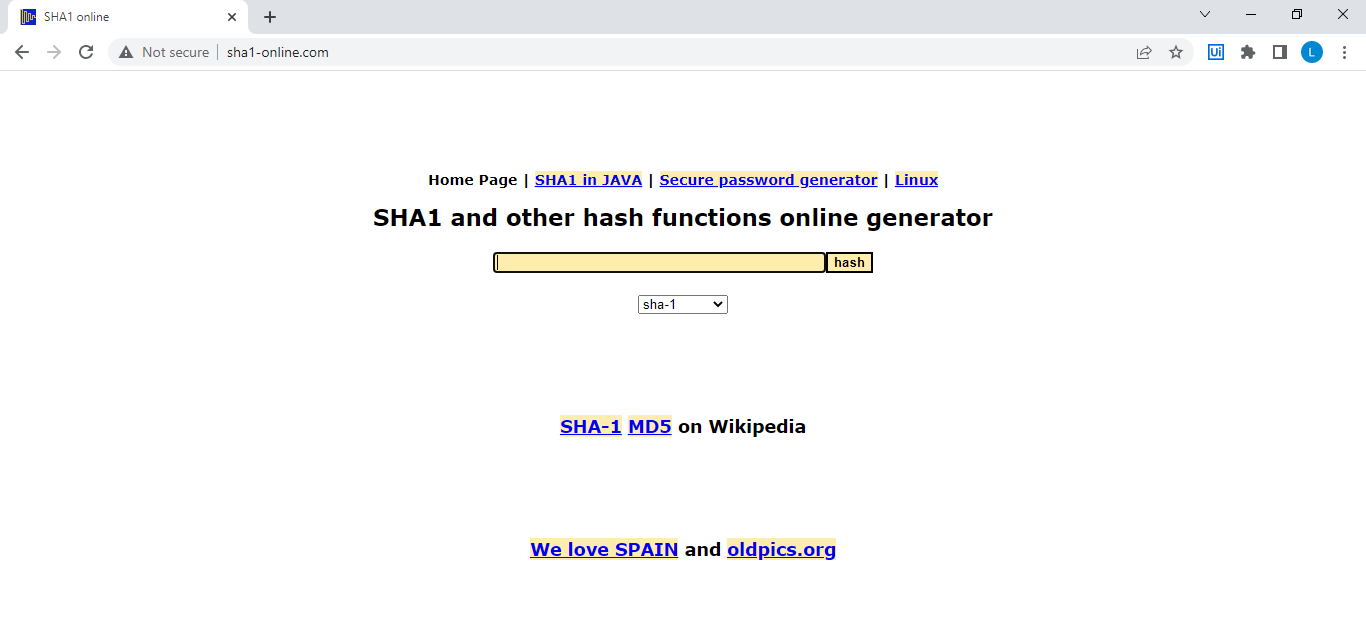 SHA1 online
Not secure | sha1-online.com
Ui
L
Home Page | SHA1 in JAVA | Secure password generator | Linux
SHA1 and other hash functions online generator
hash
sha-1
SHA-1 MD5 on Wikipedia
We love SPAIN and oldpics.org